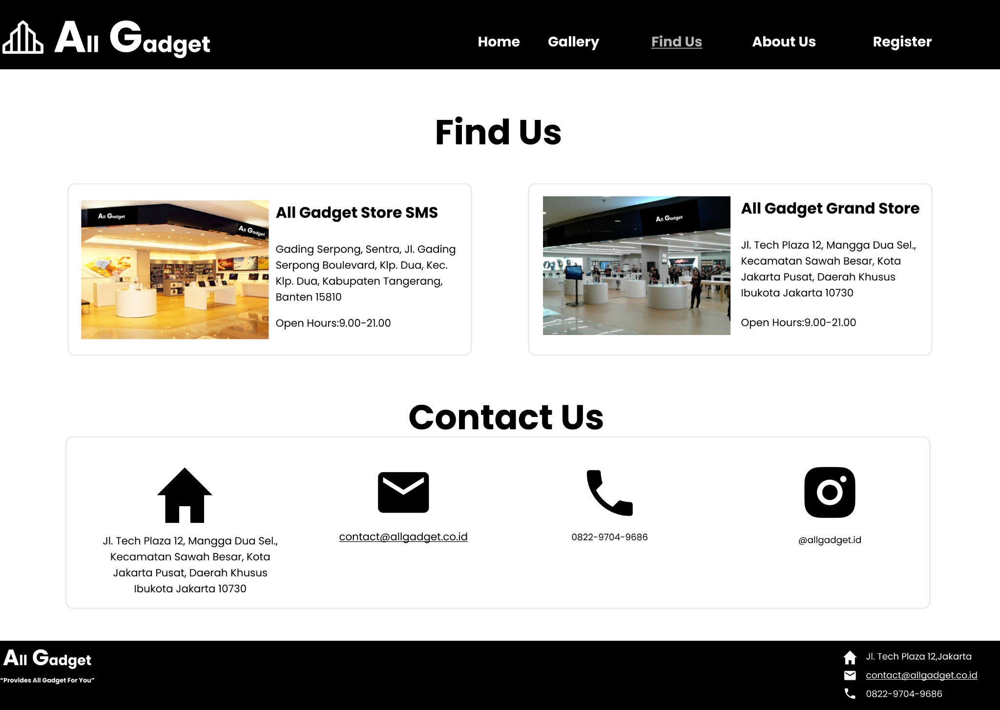 All Gadget
Home
Gallery
Find Us
About Us
Register
Find Us
All Gadget
All Gadget
All Gadget Store SMS
Gading Serpong, Sentra, Jl. Gading
Serpong Boulevard, Klp. Dua, Kec.
Klp. Dua, Kabupaten Tangerang,
Banten 15810
Open Hours:9.00-21.00
All Gadget
All Gadget Grand Store
Jl. Tech Plaza 12, Mangga Dua Sel.,
Kecamatan Sawah Besar, Kota
Jakarta Pusat, Daerah Khusus
Ibukota Jakarta 10730
Open Hours:9.00-21.00
Contact Us
Jl. Tech Plaza 12, Mangga Dua Sel.,
Kecamatan Sawah Besar, Kota
Jakarta Pusat, Daerah Khusus
Ibukota Jakarta 10730
contact@allgadget.co.id
0822-9704-9686
@allgadget.id
All Gadget
“Provides All Gadget For You”
Jl. Tech Plaza 12,Jakarta
contact@allgadget.co.id
0822-9704-9686